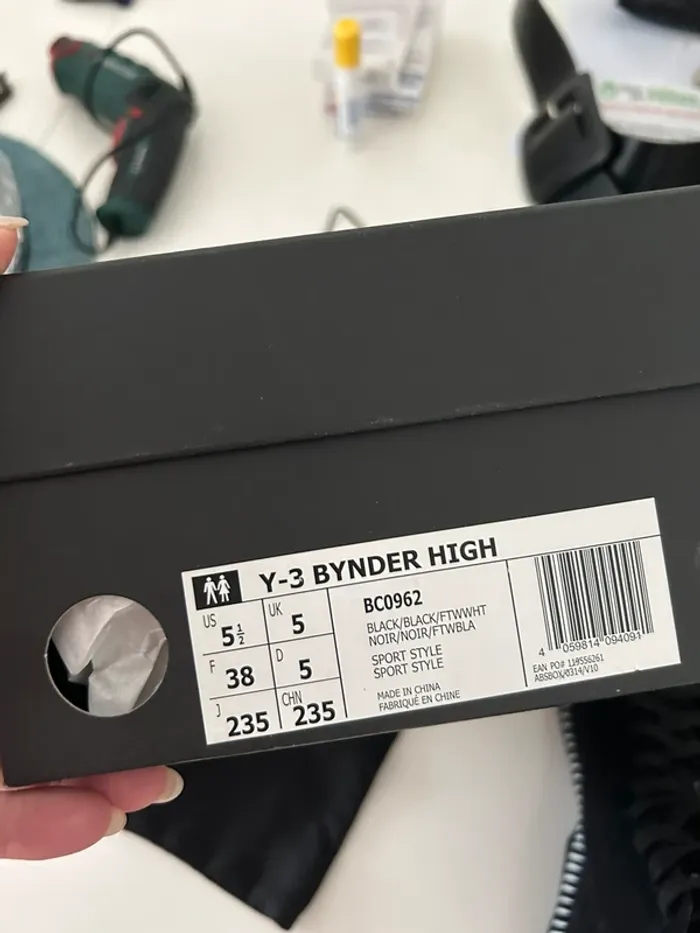 Y-3 BYNDER HIGH
US 5½
UK 5
F 38
D 5
J 235
CHN 235
BC0962
BLACK/BLACK/FTWWHT
NOIR/NOIR/FTWBLA
SPORT STYLE
SPORT STYLE
MADE IN CHINA
FABRIQUÉ EN CHINE
4 059814 094091
EAN PO# 119556261
ABSBOX/0314/V10